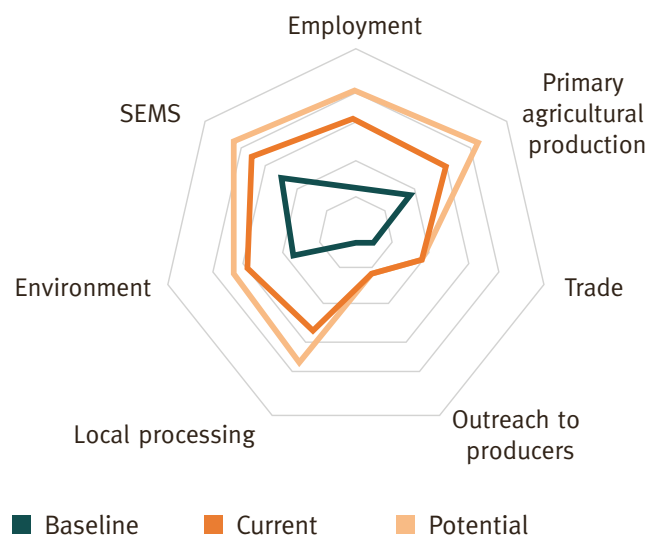 Employment
Primary
agricultural
production
SEMS
Environment
Trade
Local processing
Outreach to
producers
Baseline
Current
Potential